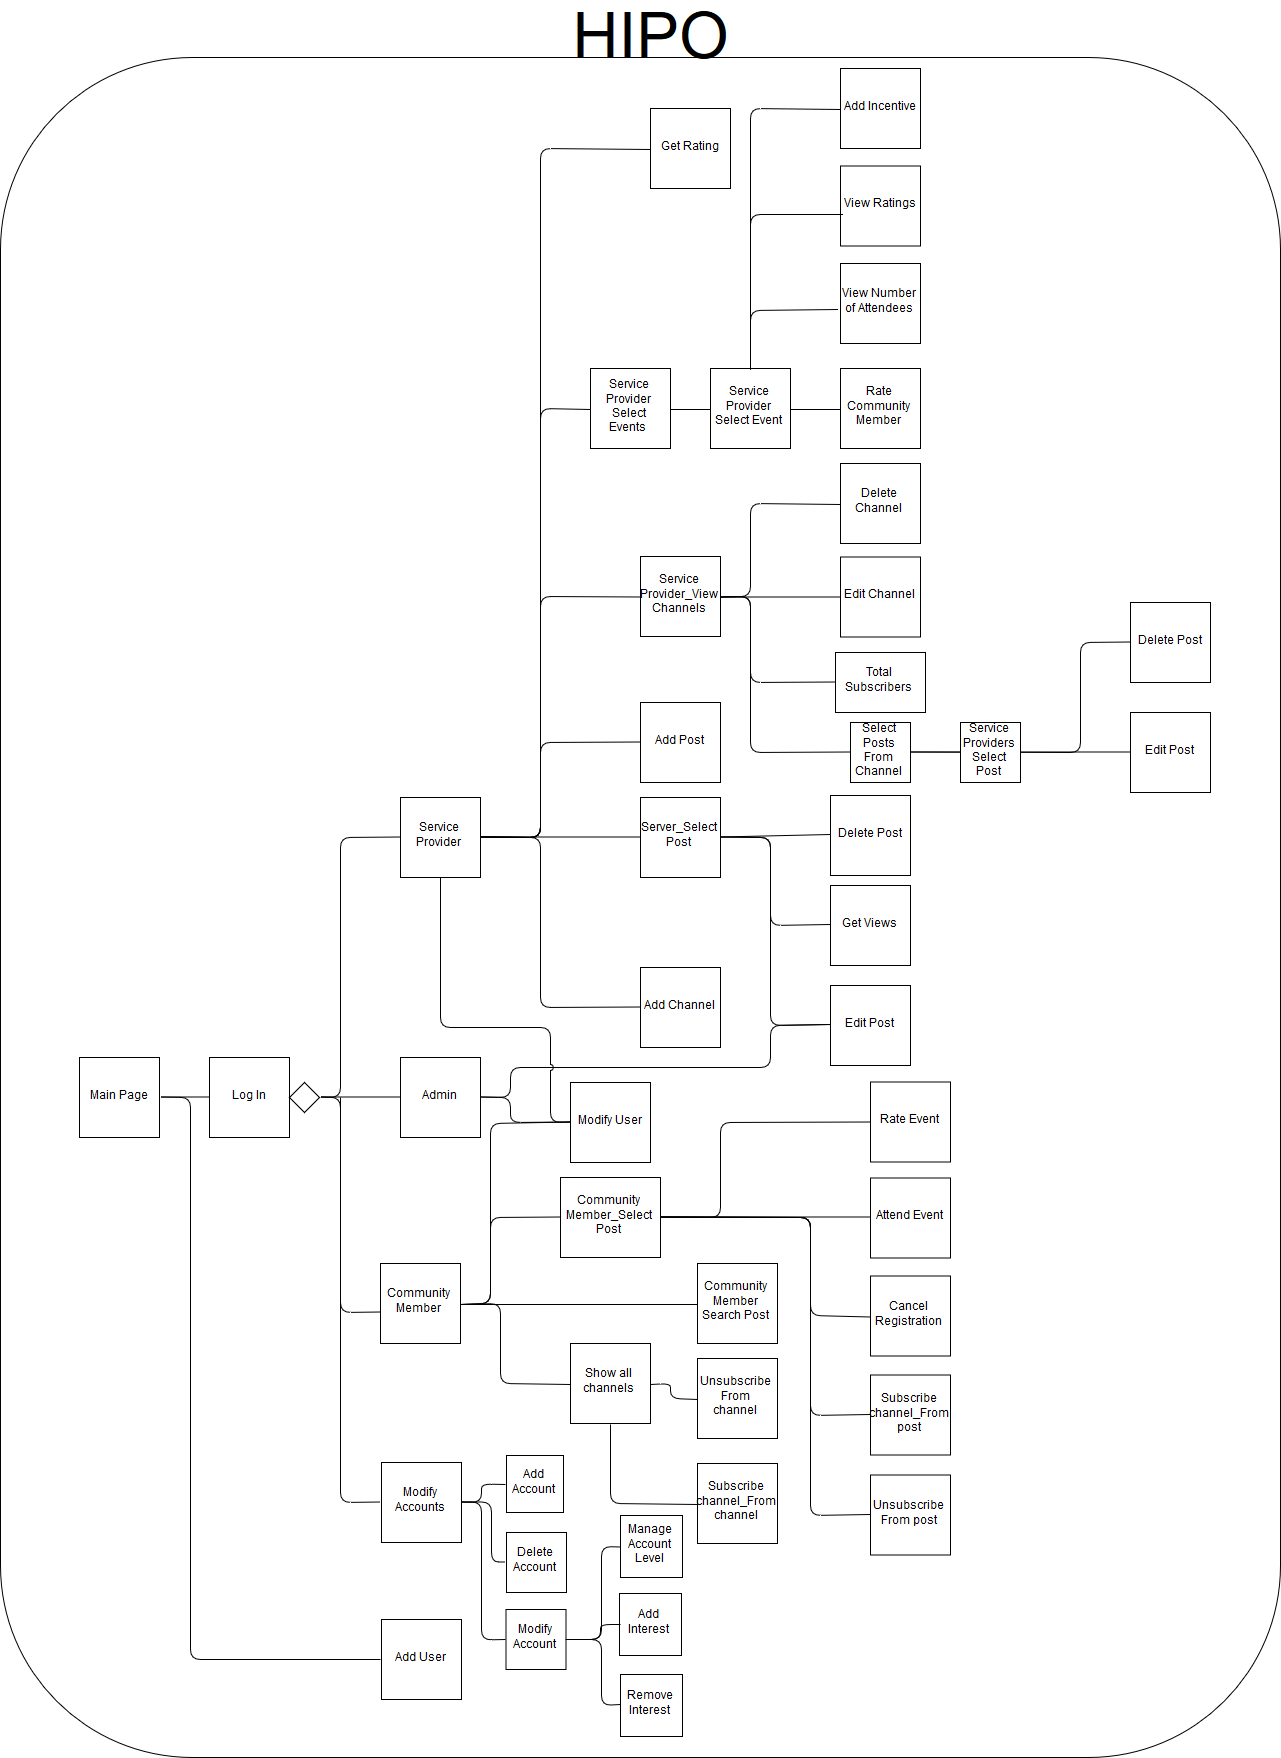 HIPO
Add Incentive
Get Rating
View Ratings
View Number
of Attendees
Service
Provider
Select
Events
Service
Provider
Select Event
Rate
Community
Member
Delete
Channel
Service
Provider_View
Channels
Edit Channel
Total
Subscribers
Delete Post
Add Post
Select
Posts
From
Channel
Service
Providers
Select
Post
Edit Post
Service
Provider
Server_Select
Post
Delete Post
Get Views
Add Channel
Edit Post
Main Page
Log In
Admin
Modify User
Rate Event
Community
Member_Select
Post
Attend Event
Community
Member
Community
Member
Search Post
Cancel
Registration
Show all
channels
Unsubscribe
From
channel
Subscribe
channel_From
post
Modify
Accounts
Add
Account
Subscribe
channel_From
channel
Unsubscribe
From post
Delete
Account
Manage
Account
Level
Modify
Account
Add
Interest
Add User
Remove
Interest